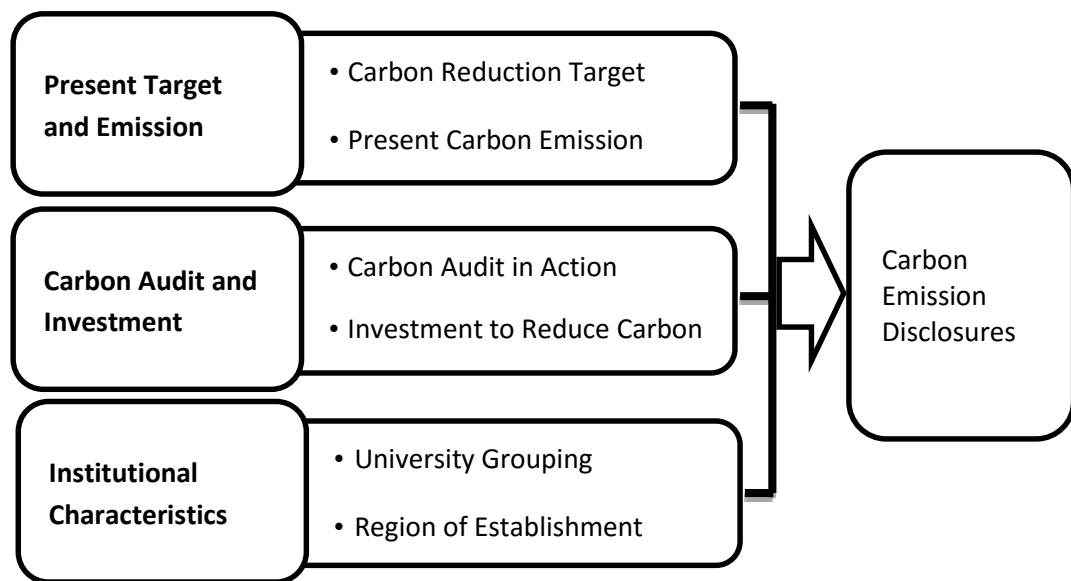 Present Target
and Emission
• Carbon Reduction Target
• Present Carbon Emission
Carbon Audit and
Investment
• Carbon Audit in Action
• Investment to Reduce Carbon
Institutional
Characteristics
• University Grouping
• Region of Establishment
Carbon
Emission
Disclosures